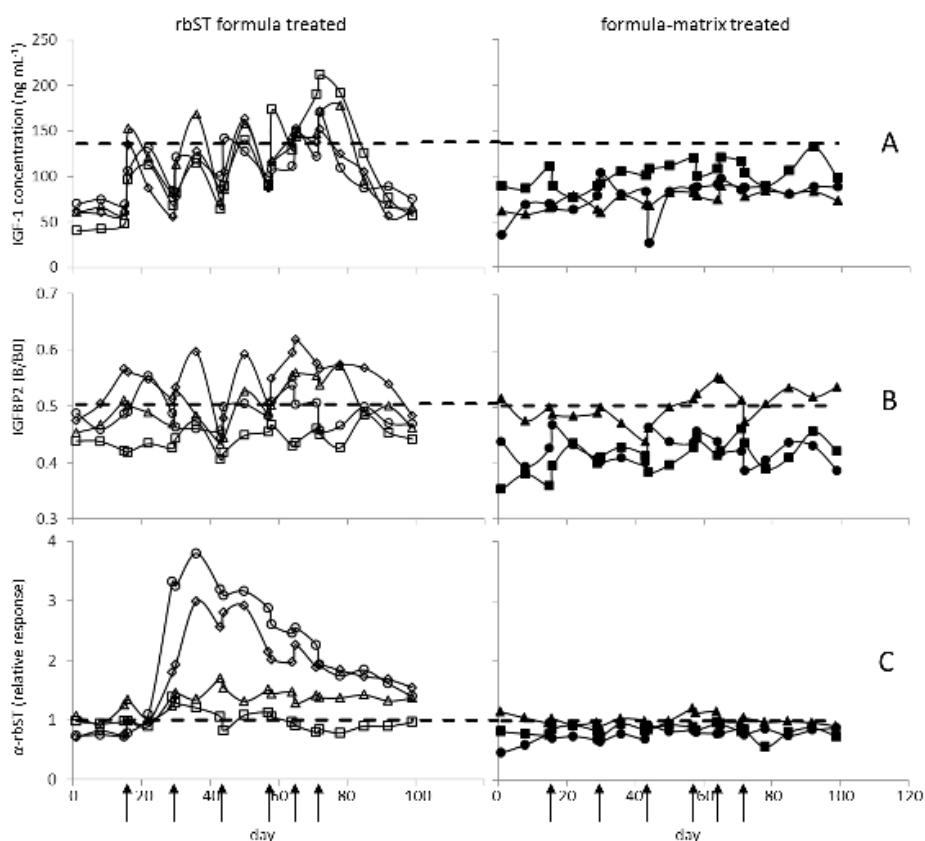 rbST formula treated
formula-matrix treated
IGF-1 concentration (ng mL⁻¹)
250
200
150
100
50
0
A
IGFBP2 (B/B0)
0.7
0.6
0.5
0.4
0.3
B
α-rbST (relative response)
4
3
2
1
0
C
0 20 40 60 80 100
day
0 20 40 60 80 100 120
day